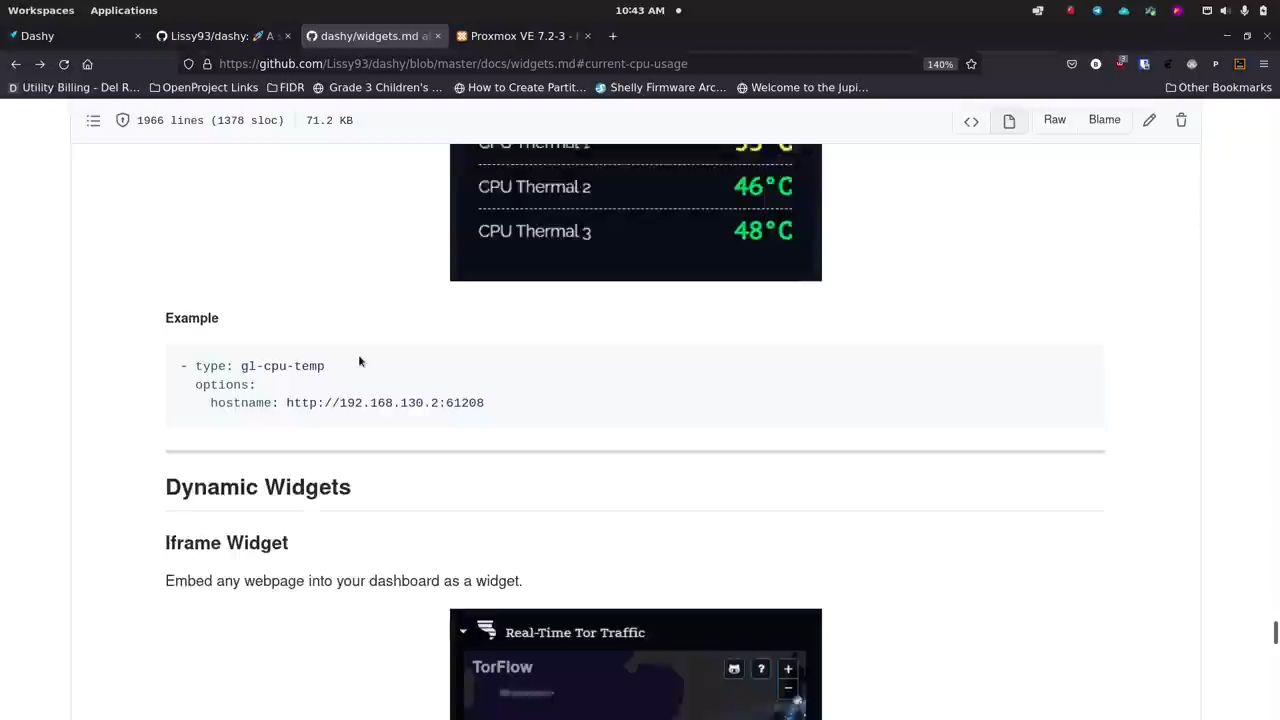 Workspaces Applications 10:43 AM
Dashy × Lissy93/dashy: 🚀 A s × dashy/widgets.md a × Proxmox VE 7.2-3 - × +
https://github.com/Lissy93/dashy/blob/master/docs/widgets.md#current-cpu-usage 140%
Utility Billing - Del R... OpenProject Links FIDR Grade 3 Children's ... How to Create Partit... Shelly Firmware Arc... Welcome to the Jupi... Other Bookmarks
1966 lines (1378 sloc) 71.2 KB Raw Blame
CPU Thermal 1
CPU Thermal 2 46°C
CPU Thermal 3 48°C
Example
- type: gl-cpu-temp
options:
hostname: http://192.168.130.2:61208
Dynamic Widgets
Iframe Widget
Embed any webpage into your dashboard as a widget.
Real-Time Tor Traffic
TorFlow ? +
−